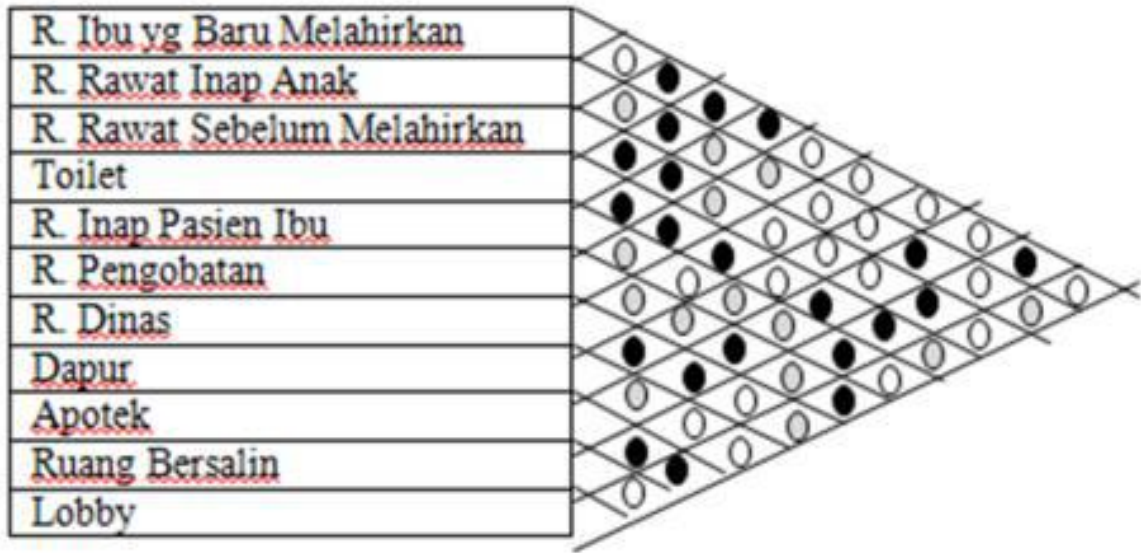 R. Ibu yg Baru Melahirkan
R. Rawat Inap Anak
R. Rawat Sebelum Melahirkan
Toilet
R. Inap Pasien Ibu
R. Pengobatan
R. Dinas
Dapur
Apotek
Ruang Bersalin
Lobby